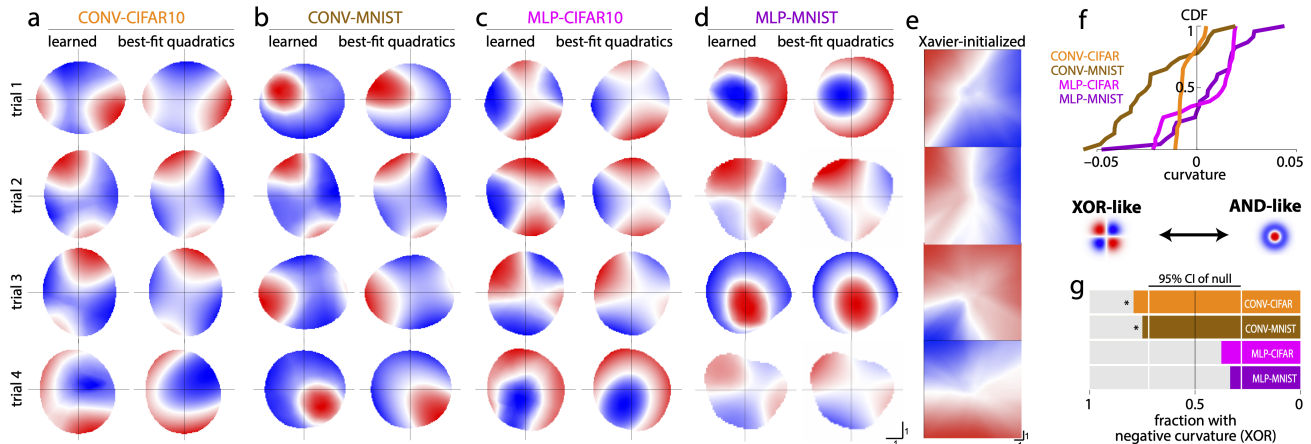 a
CONV-CIFAR10
learned
best-fit quadratics
b
CONV-MNIST
learned
best-fit quadratics
c
MLP-CIFAR10
learned
best-fit quadratics
d
MLP-MNIST
learned
best-fit quadratics
e
Xavier-initialized
trial 1
trial 2
trial 3
trial 4
1
1
1
f
CDF
1
0.5
CONV-CIFAR
CONV-MNIST
MLP-CIFAR
MLP-MNIST
−0.05
0
0.05
curvature
XOR-like
AND-like
g
95% CI of null
* CONV-CIFAR
* CONV-MNIST
MLP-CIFAR
MLP-MNIST
1
0.5
0
fraction with
negative curvature (XOR)